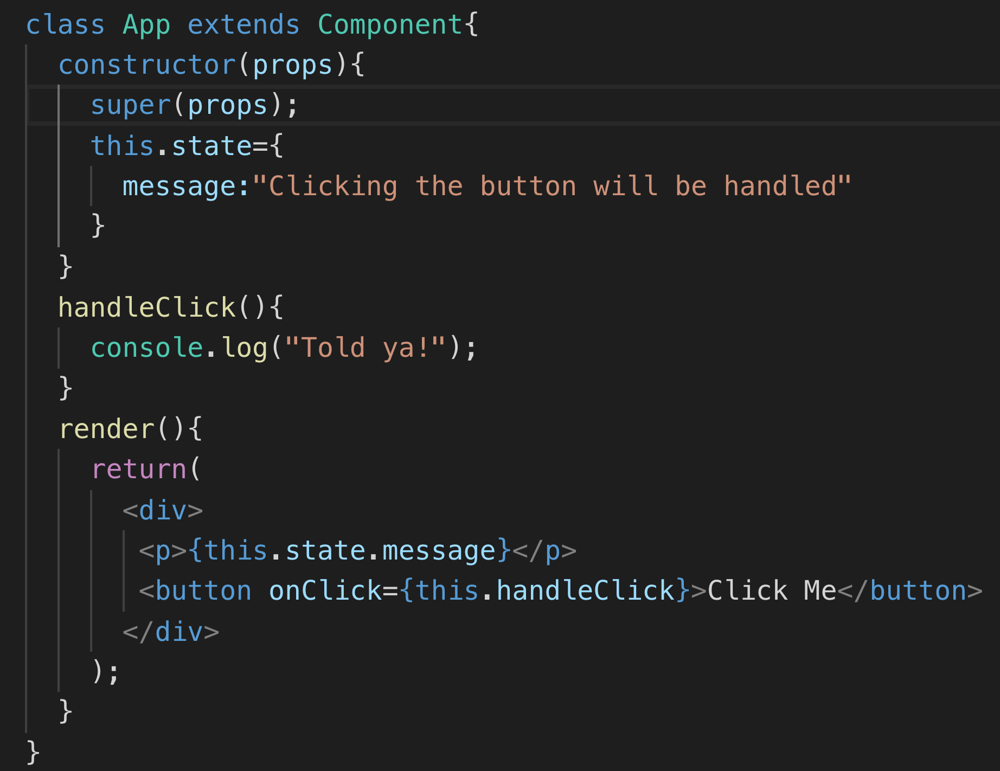 class App extends Component{
  constructor(props){
    super(props);
    this.state={
      message:"Clicking the button will be handled"
    }
  }
  handleClick(){
    console.log("Told ya!");
  }
  render(){
    return(
      <div>
       <p>{this.state.message}</p>
       <button onClick={this.handleClick}>Click Me</button>
      </div>
    );
  }
}